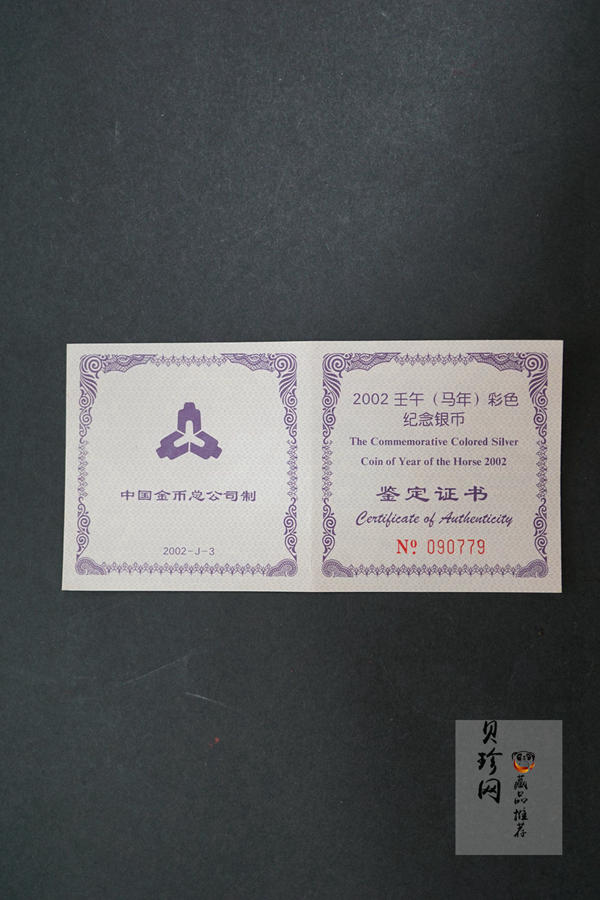 中国金币总公司制
2002-J-3
2002 壬午（马年）彩色
纪念银币
The Commemorative Colored Silver
Coin of Year of the Horse 2002
鉴定证书
Certificate of Authenticity
Nº 090779
贝珍网
藏品推荐